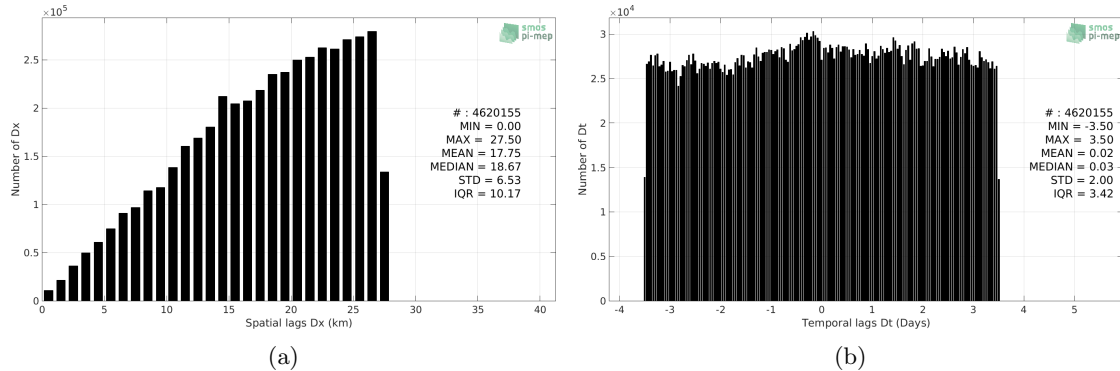 ×10⁵
2.5
2
1.5
1
0.5
0
0 5 10 15 20 25 30 35 40
Number of Dx
Spatial lags Dx (km)
smos
pi-mep
# : 4620155
MIN = 0.00
MAX = 27.50
MEAN = 17.75
MEDIAN = 18.67
STD = 6.53
IQR = 10.17
(a)
×10⁴
3
2.5
2
1.5
1
0.5
0
-4 -3 -2 -1 0 1 2 3 4 5
Number of Dt
Temporal lags Dt (Days)
smos
pi-mep
# : 4620155
MIN = -3.50
MAX = 3.50
MEAN = 0.02
MEDIAN = 0.03
STD = 2.00
IQR = 3.42
(b)